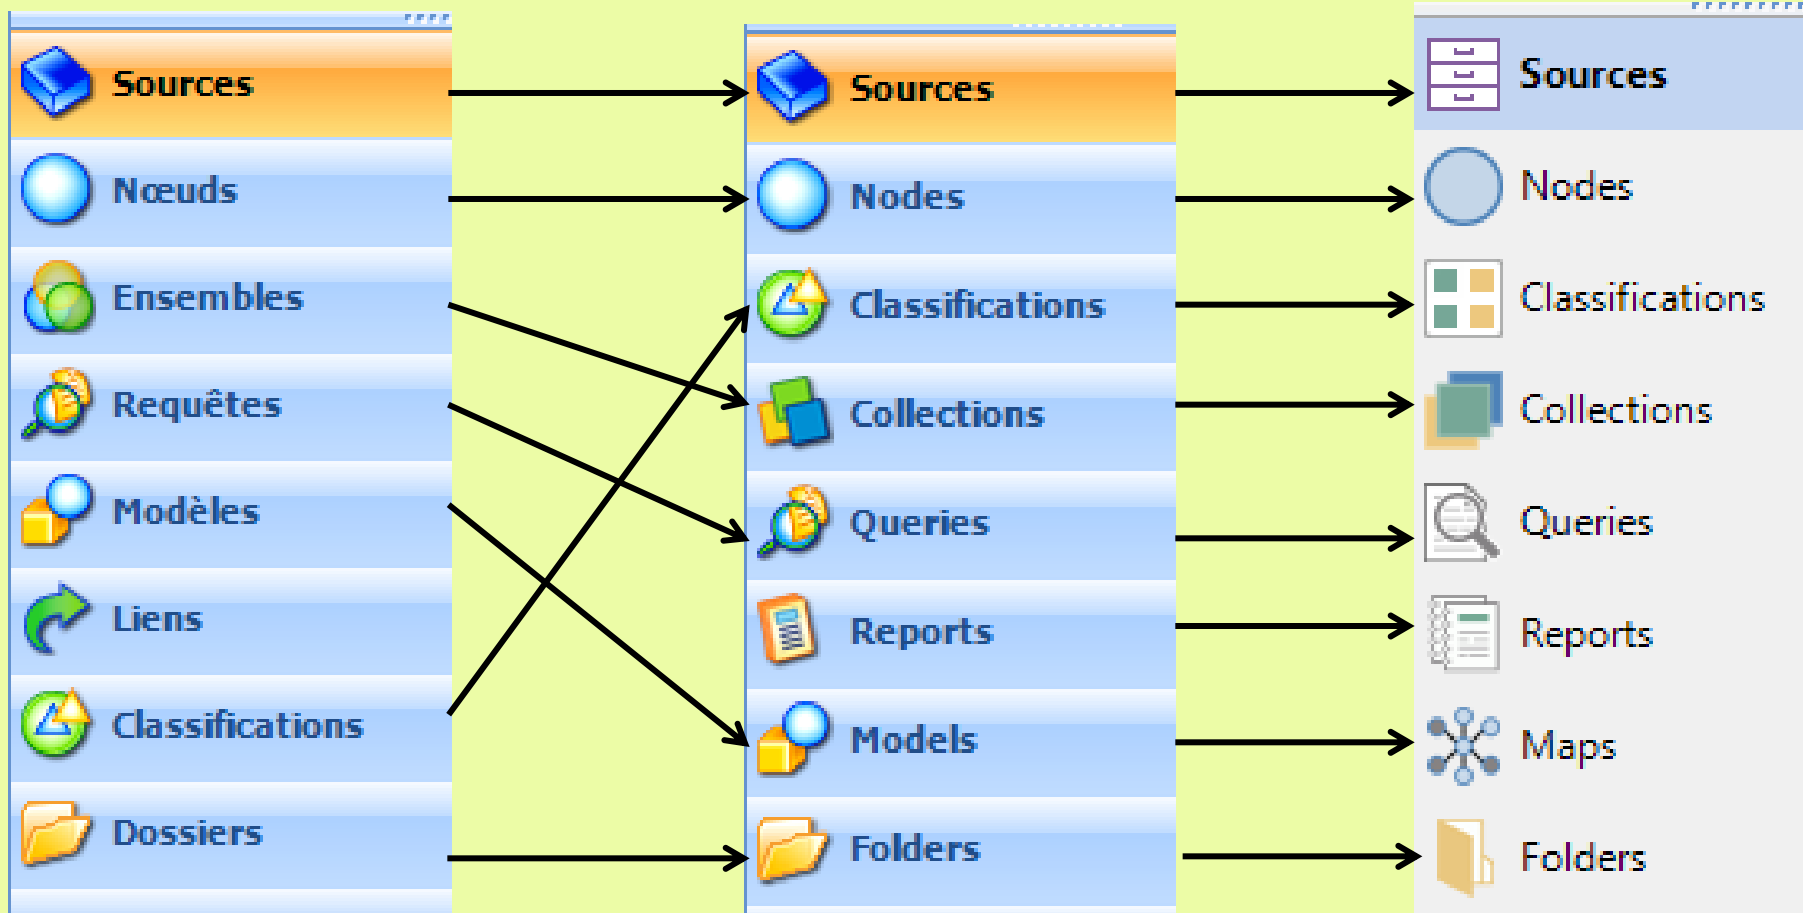 Sources
Nœuds
Ensembles
Requêtes
Modèles
Liens
Classifications
Dossiers
Sources
Nodes
Classifications
Collections
Queries
Reports
Models
Folders
Sources
Nodes
Classifications
Collections
Queries
Reports
Maps
Folders